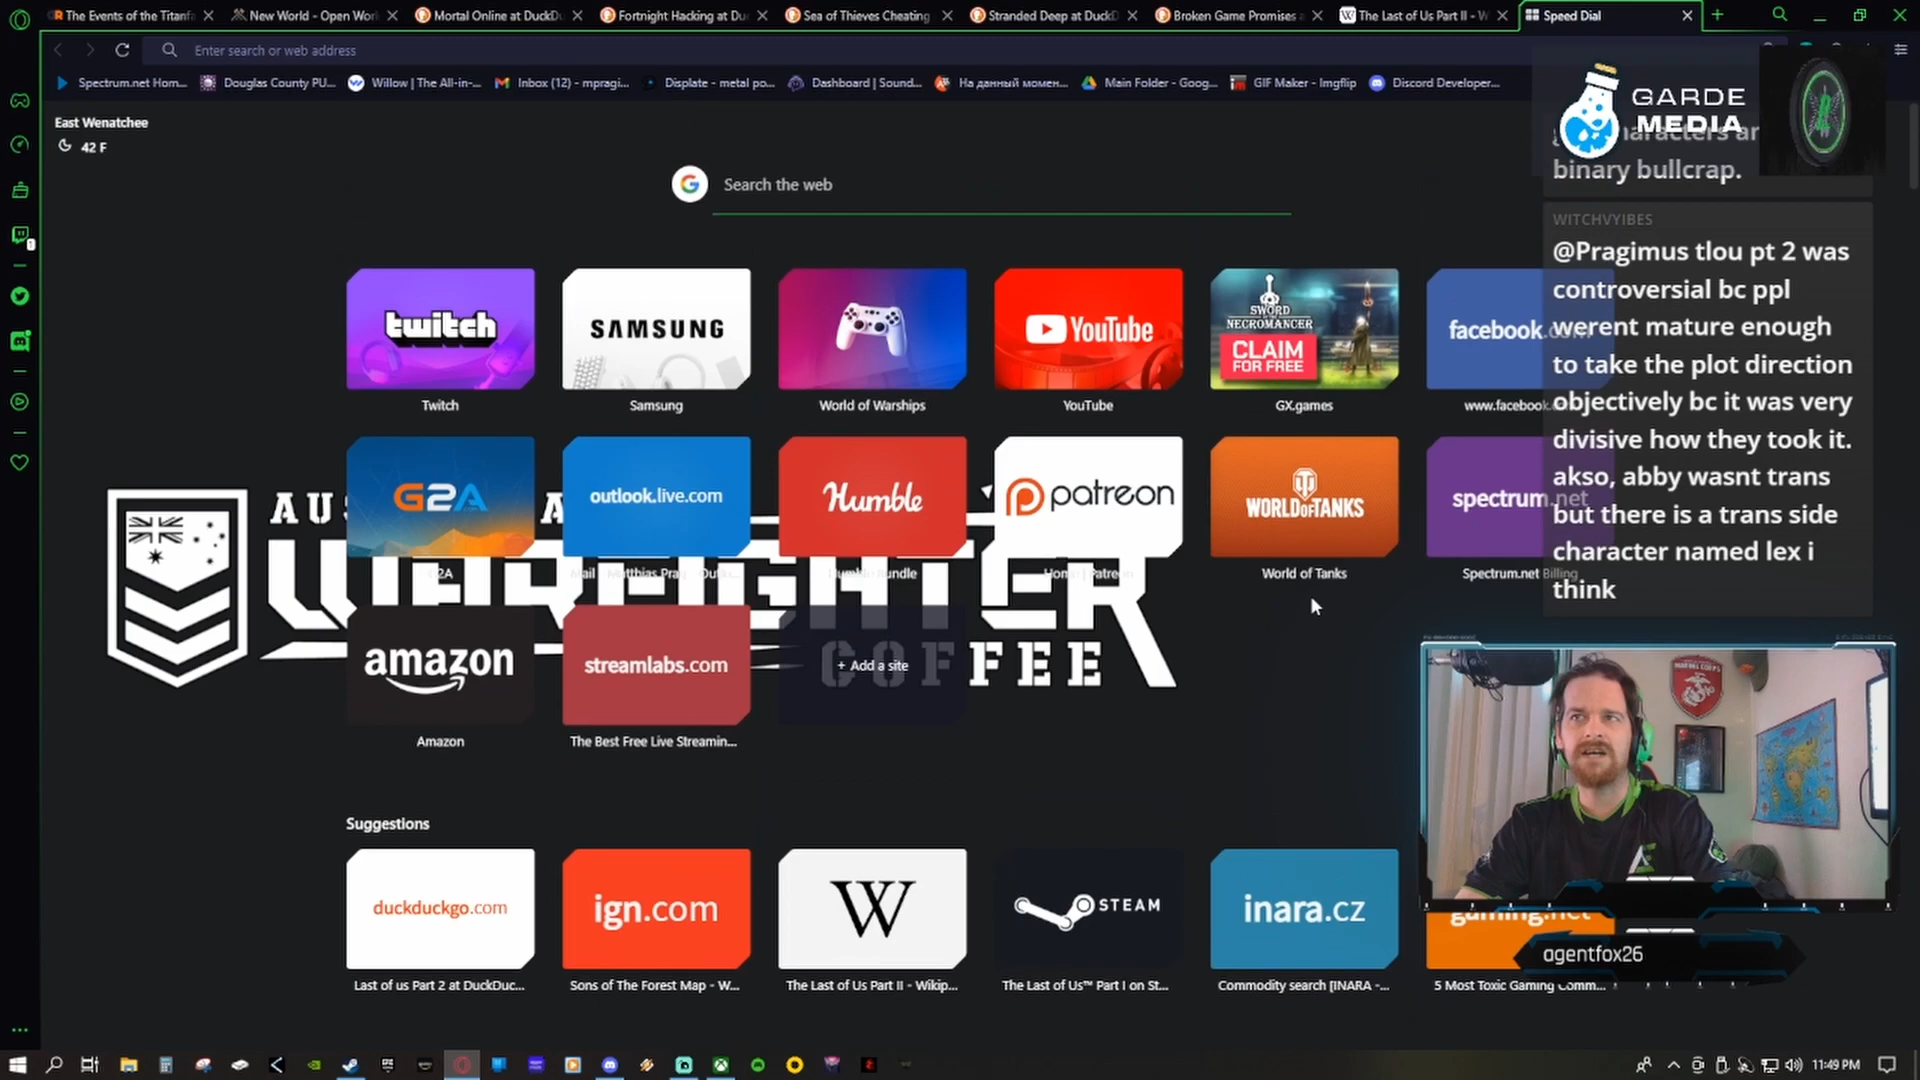 The Events of the Titanfa
New World - Open Wor
Mortal Online at DuckDu
Fortnight Hacking at Du
Sea of Thieves Cheating
Stranded Deep at DuckD
Broken Game Promises a
The Last of Us Part II - W
Speed Dial
Enter search or web address
Spectrum.net Hom...
Douglas County PU...
Willow | The All-in-...
Inbox (12) - mpragi...
Displate - metal po...
Dashboard | Sound...
На данный момен...
Main Folder - Goog...
GIF Maker - Imgflip
Discord Developer...
East Wenatchee
42 F
Search the web
GARDE
MEDIA
characters ar
binary bullcrap.
WITCHVYIBES
@Pragimus tlou pt 2 was
controversial bc ppl
werent mature enough
to take the plot direction
objectively bc it was very
divisive how they took it.
akso, abby wasnt trans
but there is a trans side
character named lex i
think
twitch
SAMSUNG
YouTube
SWORD
NECROMANCER
CLAIM
FOR FREE
facebook.
Twitch
Samsung
World of Warships
YouTube
GX.games
www.facebook.
G2A
outlook.live.com
Humble
patreon
WORLD OF TANKS
spectrum.net
G2A
World of Tanks
Spectrum.net Billing
COFFEE
amazon
streamlabs.com
+ Add a site
Amazon
The Best Free Live Streamin...
Suggestions
duckduckgo.com
ign.com
W
STEAM
inara.cz
gaming.net
Last of us Part 2 at DuckDuc...
Sons of The Forest Map - W...
The Last of Us Part II - Wikip...
The Last of Us™ Part I on St...
Commodity search [INARA -...
5 Most Toxic Gaming Comm...
agentfox26
11:49 PM